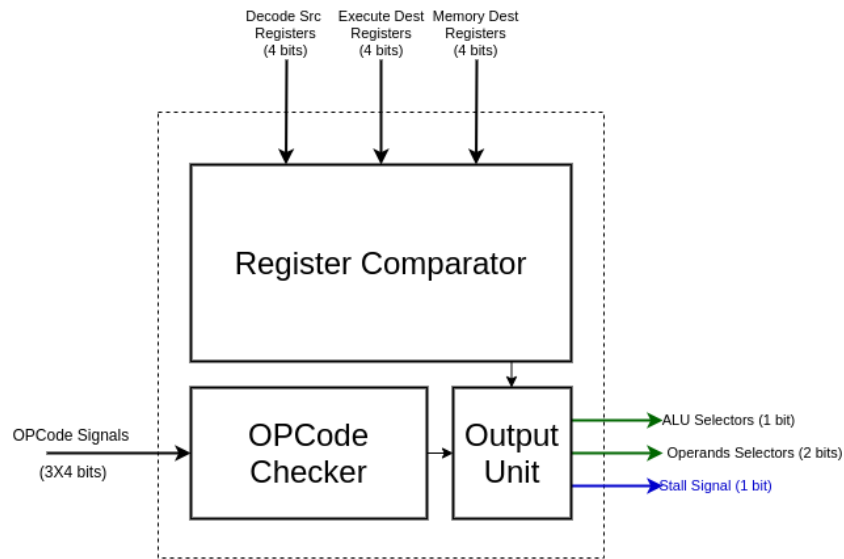 Decode Src
Registers
(4 bits)
Execute Dest
Registers
(4 bits)
Memory Dest
Registers
(4 bits)
Register Comparator
OPCode Signals
(3X4 bits)
OPCode
Checker
Output
Unit
ALU Selectors (1 bit)
Operands Selectors (2 bits)
Stall Signal (1 bit)